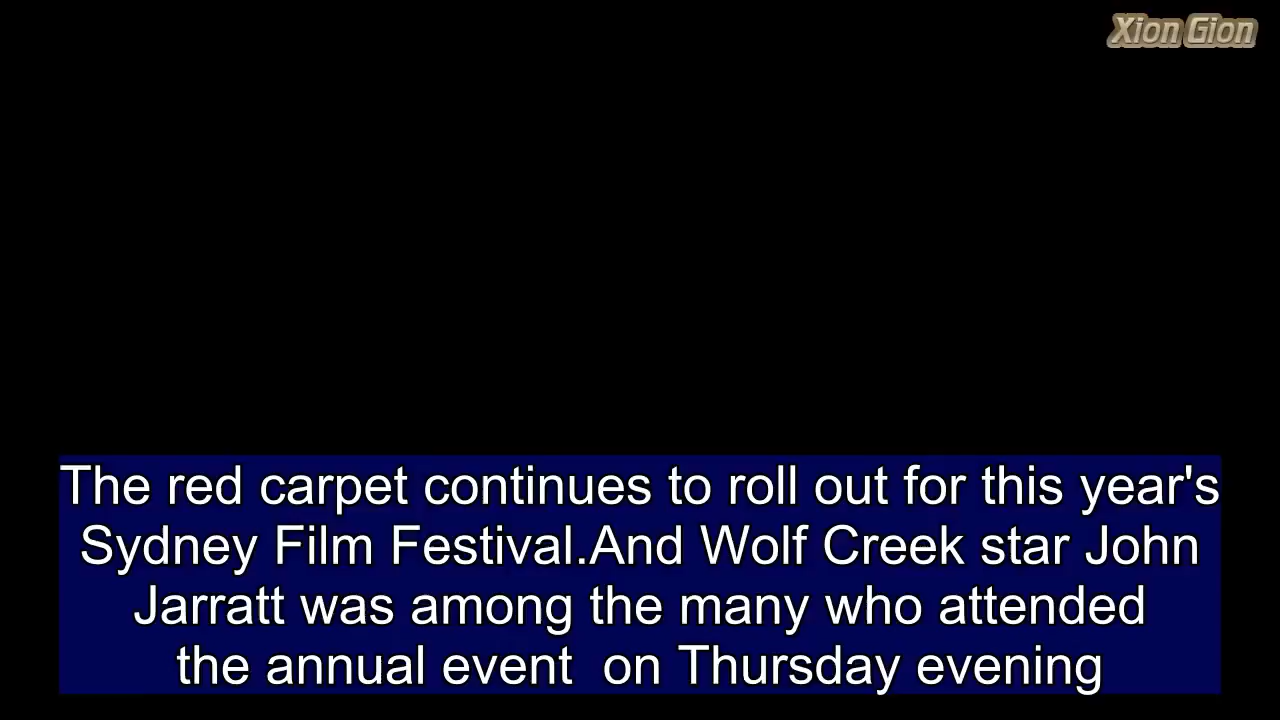 Xion Gion
The red carpet continues to roll out for this year's
Sydney Film Festival.And Wolf Creek star John
Jarratt was among the many who attended
the annual event  on Thursday evening